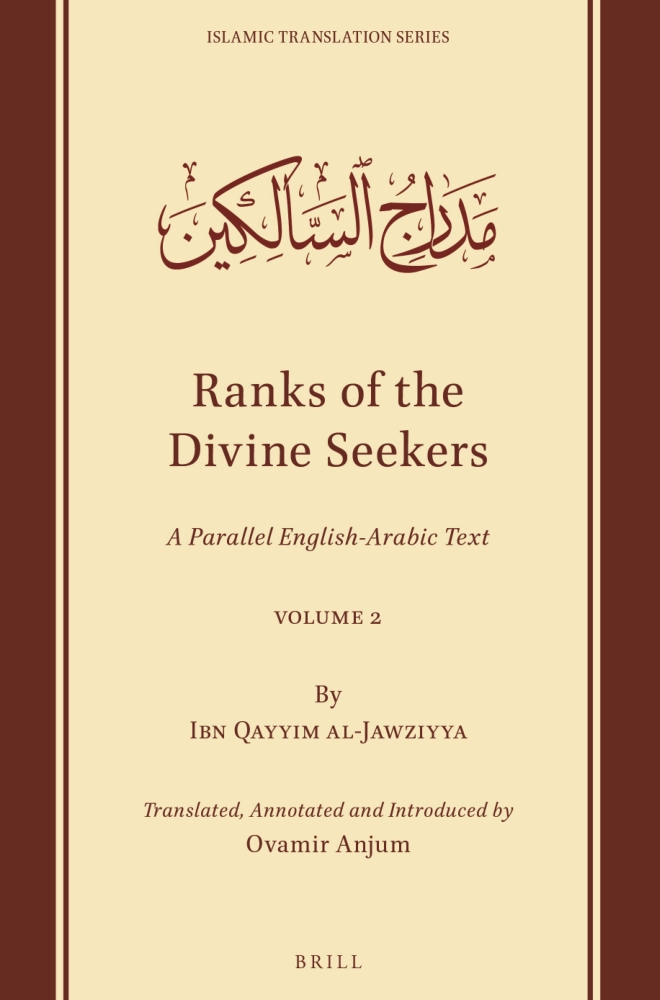 ISLAMIC TRANSLATION SERIES
مَدَارِجُ السَّالِكِينَ
Ranks of the
Divine Seekers
A Parallel English-Arabic Text
VOLUME 2
By
IBN QAYYIM AL-JAWZIYYA
Translated, Annotated and Introduced by
Ovamir Anjum
BRILL